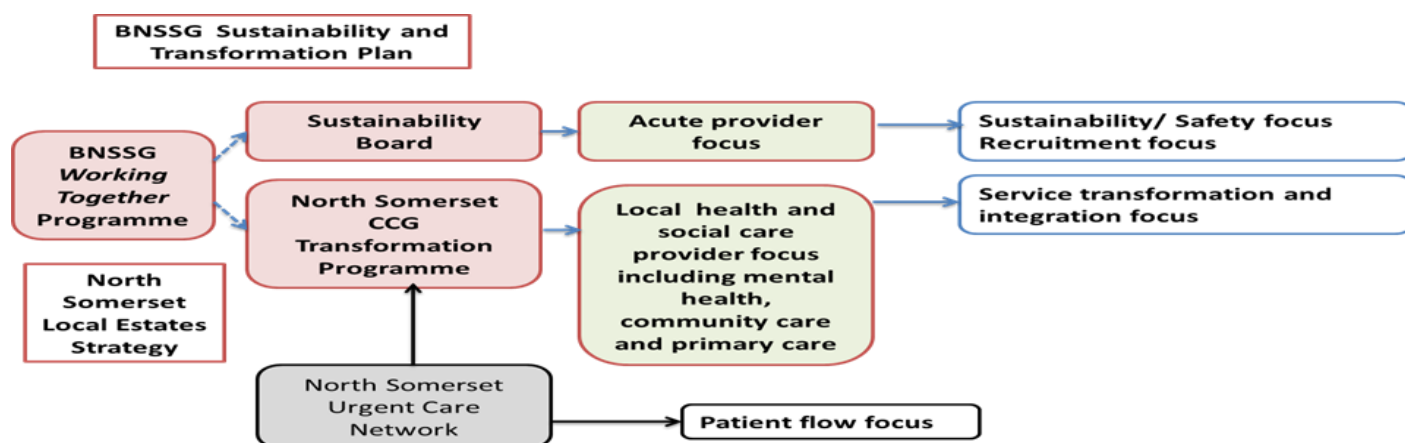 BNSSG Sustainability and
Transformation Plan
BNSSG
Working
Together
Programme
Sustainability
Board
Acute provider
focus
Sustainability/ Safety focus
Recruitment focus
North Somerset
CCG
Transformation
Programme
Local health and
social care
provider focus
including mental
health,
community care
and primary care
Service transformation and
integration focus
North
Somerset
Local Estates
Strategy
North Somerset
Urgent Care
Network
Patient flow focus